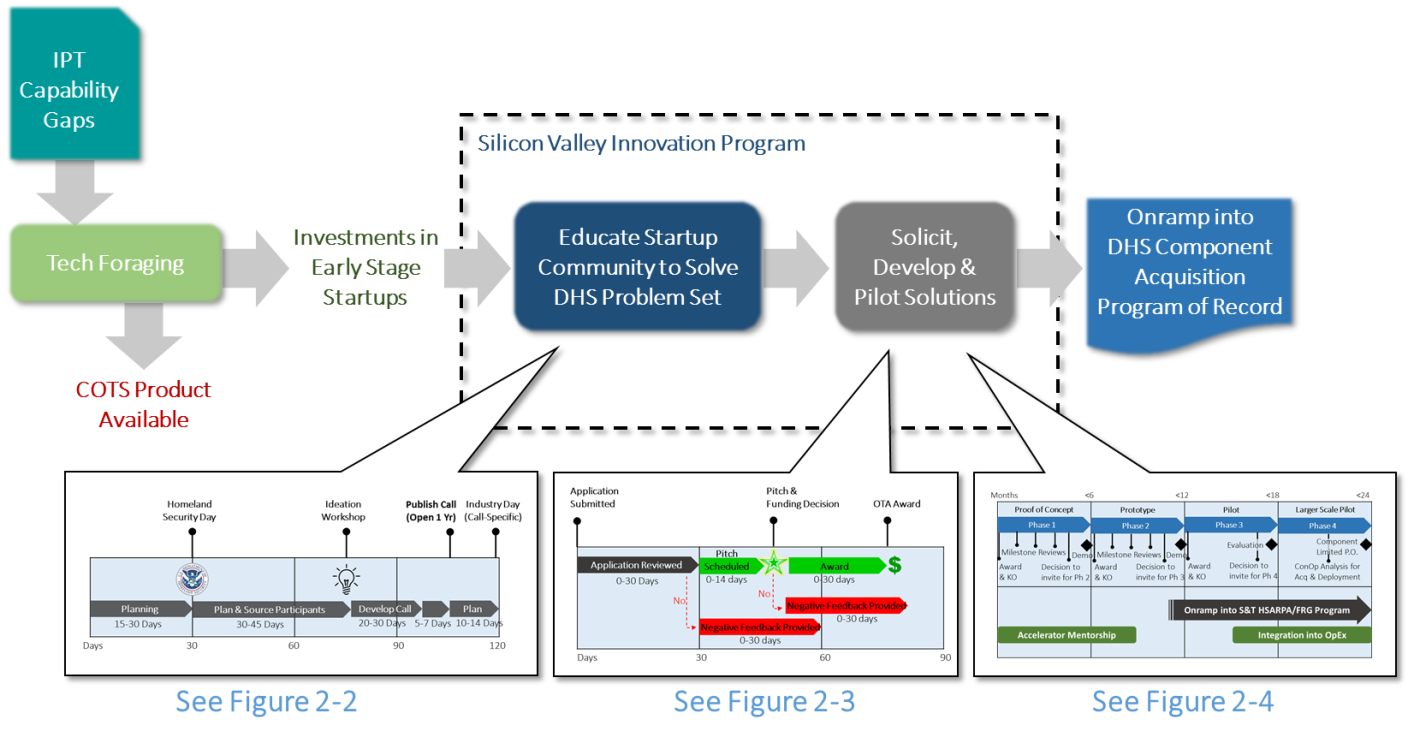 IPT
Capability
Gaps
Silicon Valley Innovation Program
Tech Foraging
Investments in
Early Stage
Startups
Educate Startup
Community to Solve
DHS Problem Set
Solicit,
Develop &
Pilot Solutions
Onramp into
DHS Component
Acquisition
Program of Record
COTS Product
Available
Homeland
Security Day
Ideation
Workshop
Publish Call
(Open 1 Yr)
Industry Day
(Call-Specific)
Planning
Plan & Source Participants
Develop Call
Plan
15-30 Days
30-45 Days
20-30 Days
5-7 Days
10-14 Days
Days
30
60
90
120
See Figure 2-2
Application
Submitted
Pitch &
Funding Decision
OTA Award
Application Reviewed
0-30 Days
Pitch
Scheduled
0-14 days
Award
0-30 Days
$
No
No
Negative Feedback Provided
0-30 days
Negative Feedback Provided
0-30 days
Days
30
60
90
See Figure 2-3
Months
<6
<12
<18
<24
Proof of Concept
Prototype
Pilot
Larger Scale Pilot
Phase 1
Phase 2
Phase 3
Phase 4
Milestone Reviews
Demo
Milestone Reviews
Demo
Evaluation
Component
Limited P.O.
Award
& KO
Decision to
invite for Ph 2
Award
& KO
Decision to
invite for Ph 3
Award
& KO
Decision to
invite for Ph 4
ConOp Analysis for
Acq & Deployment
Onramp into S&T HSARPA/FRG Program
Accelerator Mentorship
Integration into OpEx
See Figure 2-4